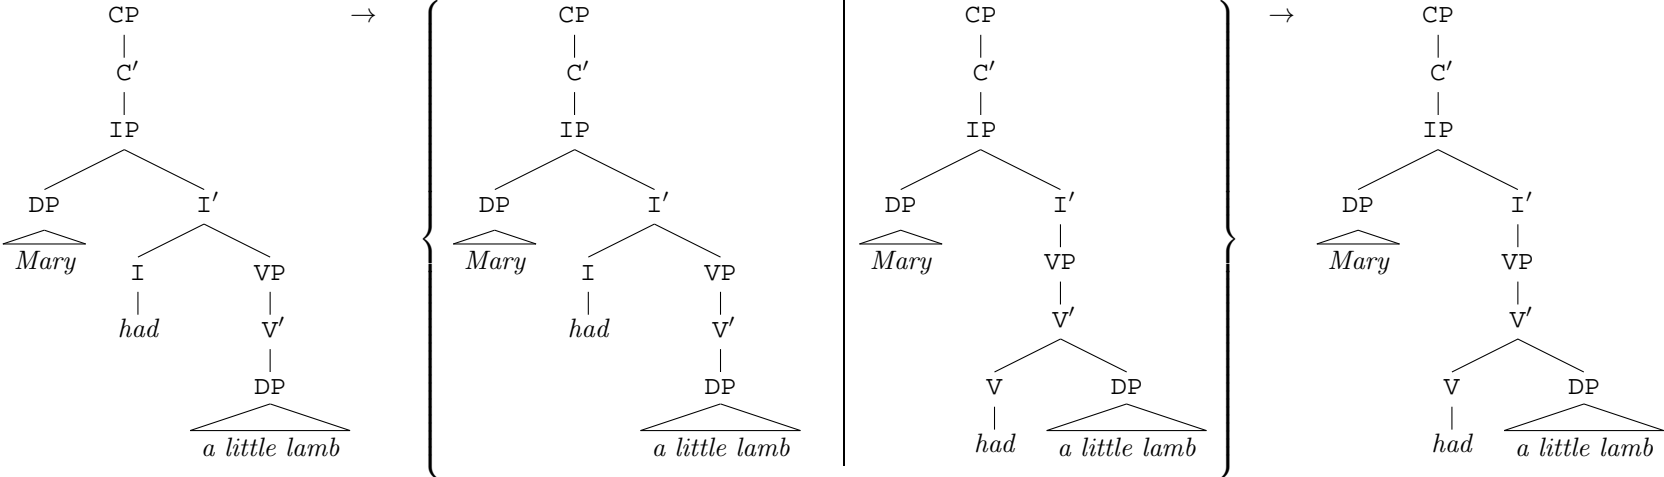 CP → { CP | CP } → CP
C′ C′ C′ C′
IP IP IP IP
DP I′ DP I′ DP I′ DP I′
Mary I VP Mary I VP Mary VP Mary VP
had V′ had V′ V′ V′
DP DP V DP V DP
a little lamb a little lamb had a little lamb had a little lamb